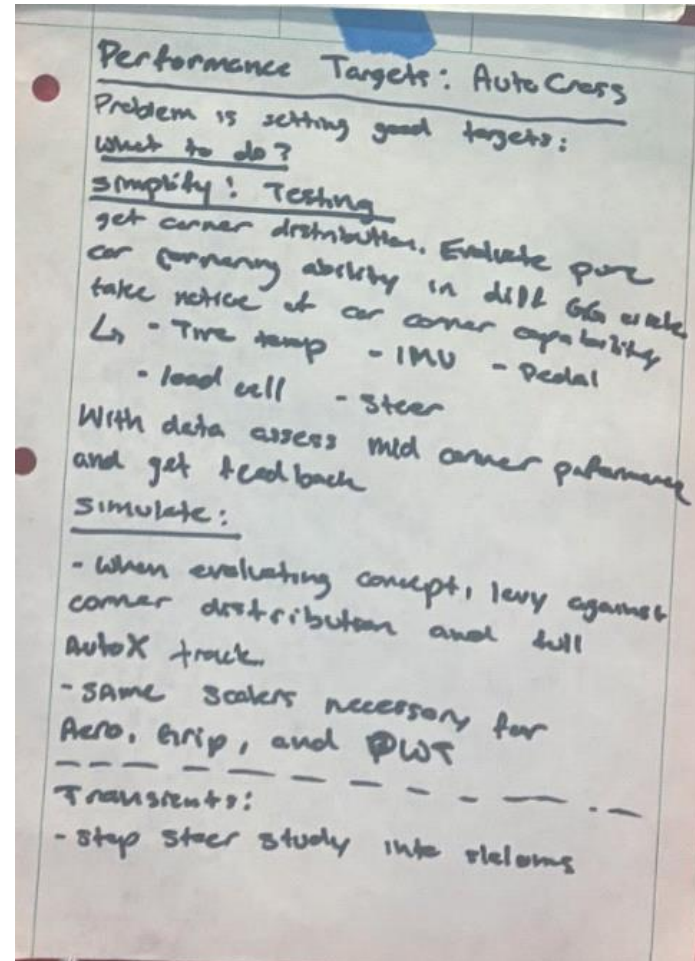 Performance Targets: AutoCross
Problem is setting good targets:
What to do?
Simplify! Testing
get corner distribution. Evaluate pure
car cornering ability in diff GG circle
take notice of car corner capability
↳ - Tire temp - IMU - Pedal
- load cell - Steer
With data assess mid corner performance
and get feedback
Simulate:
- When evaluating concept, levy against
corner distribution and full
AutoX track.
- SAME Scalers necessary for
Aero, Grip, and PWT
Transients:
- Step Steer study into slaloms